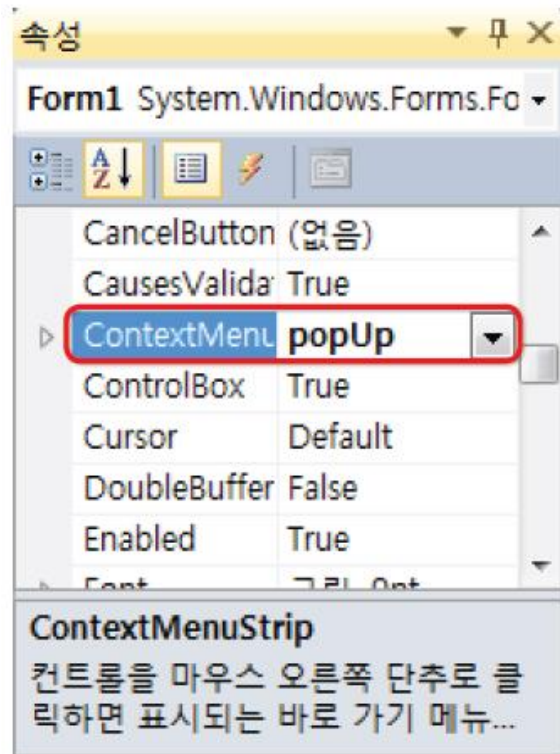 속성
Form1 System.Windows.Forms.Fo
CancelButton (없음)
CausesValida True
ContextMenu popUp
ControlBox True
Cursor Default
DoubleBuffer False
Enabled True
ContextMenuStrip
컨트롤을 마우스 오른쪽 단추로 클
릭하면 표시되는 바로 가기 메뉴...